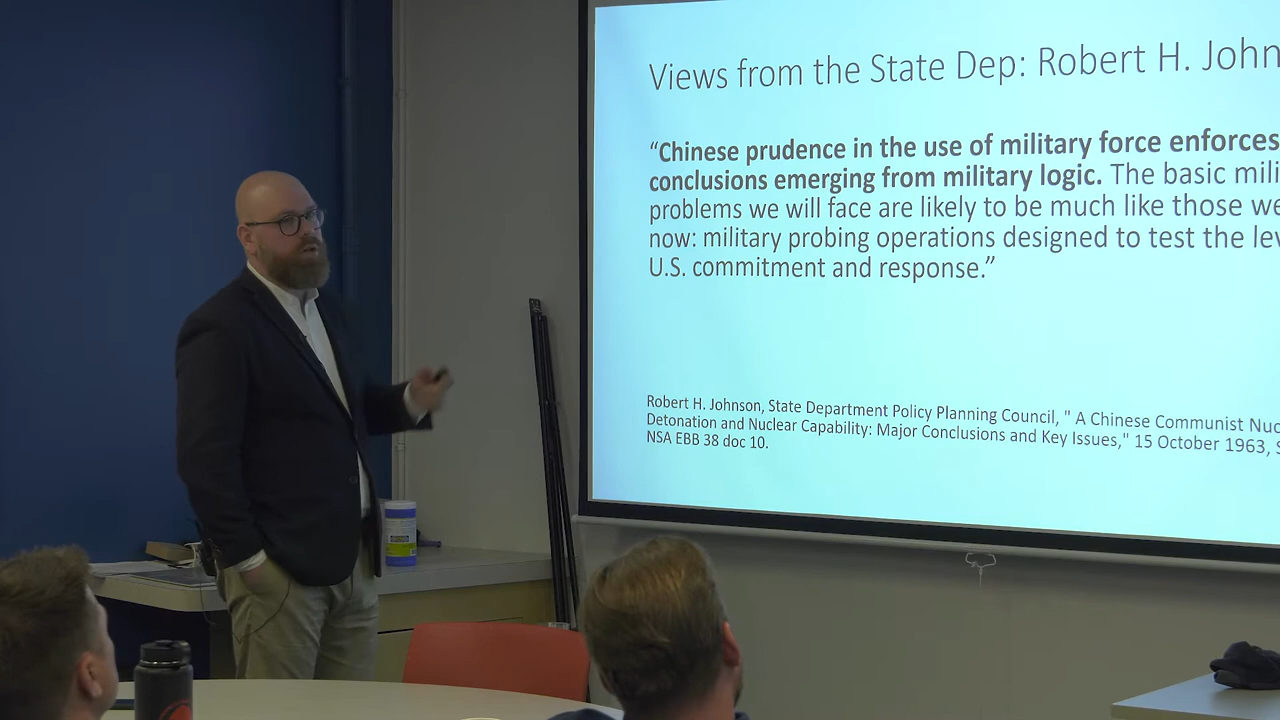 Views from the State Dep: Robert H. John
“Chinese prudence in the use of military force enforces
conclusions emerging from military logic. The basic mili
problems we will face are likely to be much like those we
now: military probing operations designed to test the lev
U.S. commitment and response.”
Robert H. Johnson, State Department Policy Planning Council, " A Chinese Communist Nuc
Detonation and Nuclear Capability: Major Conclusions and Key Issues," 15 October 1963, S
NSA EBB 38 doc 10.